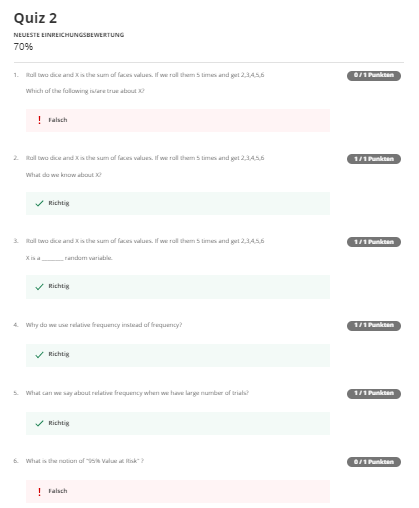 Quiz 2
NEUESTE EINREICHUNGSBEWERTUNG
70%
1. Roll two dice and X is the sum of faces values. If we roll them 5 times and get 2,3,4,5,6
0 / 1 Punkten
Which of the following is/are true about X?
! Falsch
2. Roll two dice and X is the sum of faces values. If we roll them 5 times and get 2,3,4,5,6
1 / 1 Punkten
What do we know about X?
Richtig
3. Roll two dice and X is the sum of faces values. If we roll them 5 times and get 2,3,4,5,6
1 / 1 Punkten
X is a _______ random variable.
Richtig
4. Why do we use relative frequency instead of frequency?
1 / 1 Punkten
Richtig
5. What can we say about relative frequency when we have large number of trials?
1 / 1 Punkten
Richtig
6. What is the notion of "95% Value at Risk" ?
0 / 1 Punkten
! Falsch